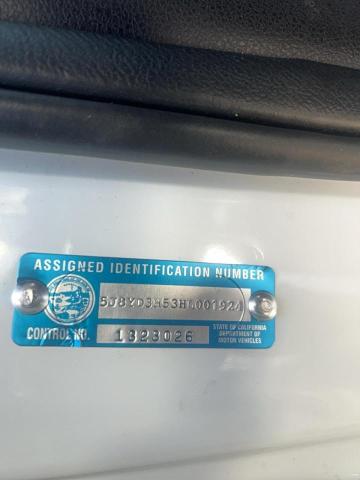 ASSIGNED IDENTIFICATION NUMBER
5J8YD3H53HL001924
CONTROL NO. 1323026
STATE OF CALIFORNIA
DEPARTMENT OF
MOTOR VEHICLES